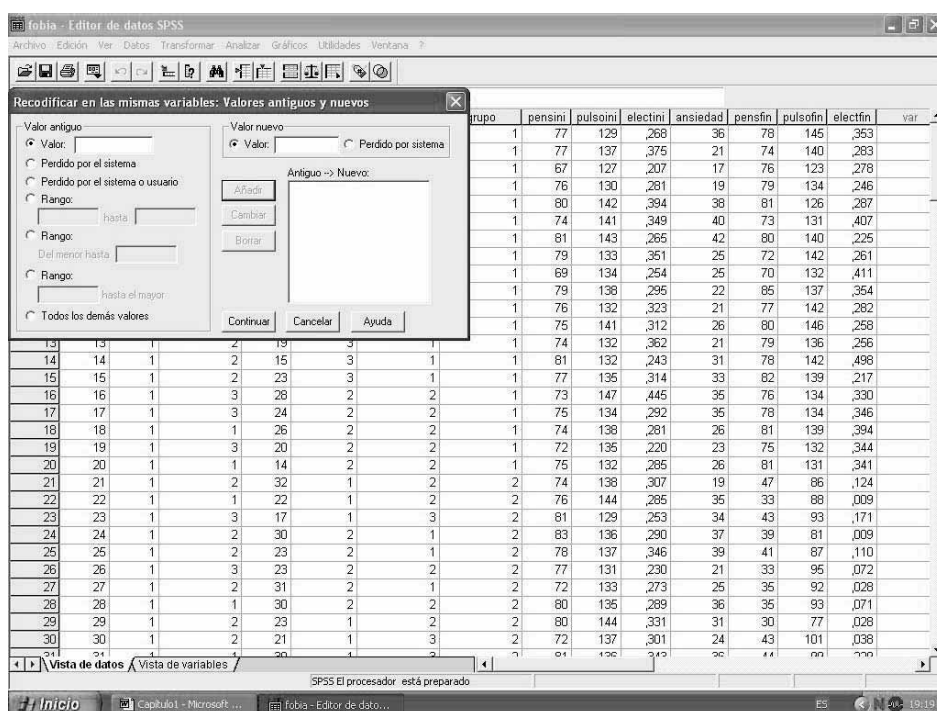 fobia - Editor de datos SPSS
Archivo Edición Ver Datos Transformar Analizar Gráficos Utilidades Ventana ?
Recodificar en las mismas variables: Valores antiguos y nuevos
Valor antiguo
Valor:
Perdido por el sistema
Perdido por el sistema o usuario
Rango:
hasta
Rango:
Del menor hasta
Rango:
hasta el mayor
Todos los demás valores
Valor nuevo
Valor:
Perdido por sistema
Antiguo --> Nuevo:
Añadir
Cambiar
Borrar
Continuar Cancelar Ayuda
grupo pensini pulsoini electini ansiedad pensfin pulsofin electfin var
1 77 129 ,268 36 78 145 ,353
1 77 137 ,375 21 74 140 ,283
1 67 127 ,207 17 76 123 ,278
1 76 130 ,281 19 79 134 ,246
1 80 142 ,394 38 81 126 ,287
1 74 141 ,349 40 73 131 ,407
1 81 143 ,265 42 80 140 ,225
1 79 133 ,351 25 72 142 ,261
1 69 134 ,254 25 70 132 ,411
1 79 138 ,295 22 85 137 ,354
1 76 132 ,323 21 77 142 ,282
1 75 141 ,312 26 80 146 ,258
13 13 1 2 19 3 1 1 74 132 ,362 21 79 136 ,256
14 14 1 2 15 3 1 1 81 132 ,243 31 78 142 ,498
15 15 1 2 23 3 1 1 77 135 ,314 33 82 139 ,217
16 16 1 3 28 2 2 1 73 147 ,445 35 76 134 ,330
17 17 1 3 24 2 2 1 75 134 ,292 35 78 134 ,346
18 18 1 1 26 2 2 1 74 138 ,281 26 81 139 ,394
19 19 1 3 20 2 2 1 72 135 ,220 23 75 132 ,344
20 20 1 1 14 2 2 1 75 132 ,285 26 81 131 ,341
21 21 1 2 32 1 2 2 74 138 ,307 19 47 86 ,124
22 22 1 1 22 1 2 2 76 144 ,285 35 33 88 ,009
23 23 1 3 17 1 3 2 81 129 ,253 34 43 93 ,171
24 24 1 2 30 2 1 2 83 136 ,290 37 39 81 ,009
25 25 1 2 23 2 1 2 78 137 ,346 39 41 87 ,110
26 26 1 3 23 2 2 2 77 131 ,230 21 33 95 ,072
27 27 1 2 31 2 1 2 72 133 ,273 25 35 92 ,028
28 28 1 1 30 2 2 2 80 135 ,289 36 35 93 ,071
29 29 1 2 23 1 2 2 80 144 ,331 31 30 77 ,028
30 30 1 2 21 1 3 2 72 137 ,301 24 43 101 ,038
Vista de datos Vista de variables
SPSS El procesador está preparado
Inicio Capitulo1 - Microsoft ... fobia - Editor de dato... ES 19:19